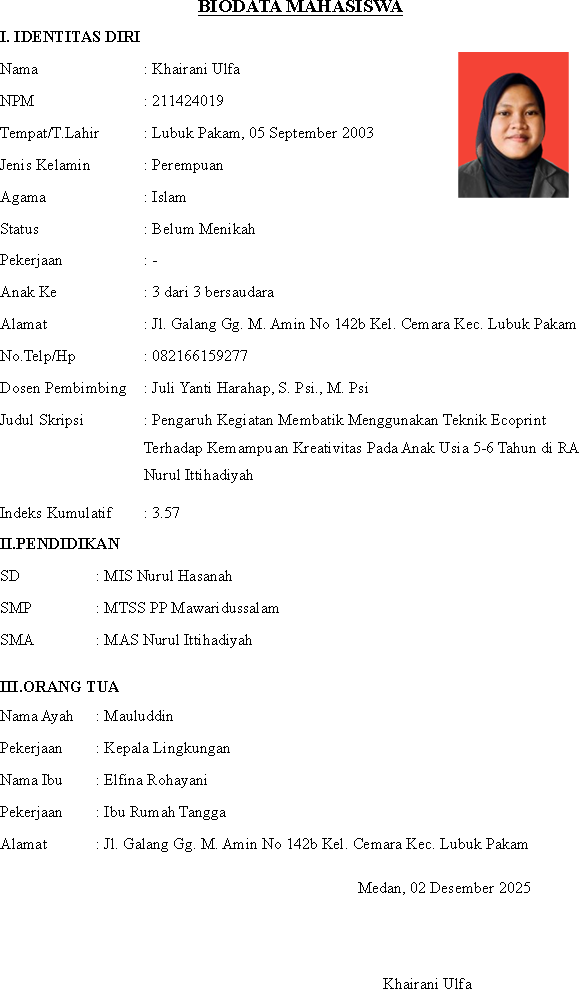 BIODATA MAHASISWA
I. IDENTITAS DIRI
Nama : Khairani Ulfa
NPM : 211424019
Tempat/T.Lahir : Lubuk Pakam, 05 September 2003
Jenis Kelamin : Perempuan
Agama : Islam
Status : Belum Menikah
Pekerjaan : -
Anak Ke : 3 dari 3 bersaudara
Alamat : Jl. Galang Gg. M. Amin No 142b Kel. Cemara Kec. Lubuk Pakam
No.Telp/Hp : 082166159277
Dosen Pembimbing : Juli Yanti Harahap, S. Psi., M. Psi
Judul Skripsi : Pengaruh Kegiatan Membatik Menggunakan Teknik Ecoprint
Terhadap Kemampuan Kreativitas Pada Anak Usia 5-6 Tahun di RA
Nurul Ittihadiyah
Indeks Kumulatif : 3.57
II.PENDIDIKAN
SD : MIS Nurul Hasanah
SMP : MTSS PP Mawaridussalam
SMA : MAS Nurul Ittihadiyah
III.ORANG TUA
Nama Ayah : Mauluddin
Pekerjaan : Kepala Lingkungan
Nama Ibu : Elfina Rohayani
Pekerjaan : Ibu Rumah Tangga
Alamat : Jl. Galang Gg. M. Amin No 142b Kel. Cemara Kec. Lubuk Pakam
Medan, 02 Desember 2025
Khairani Ulfa